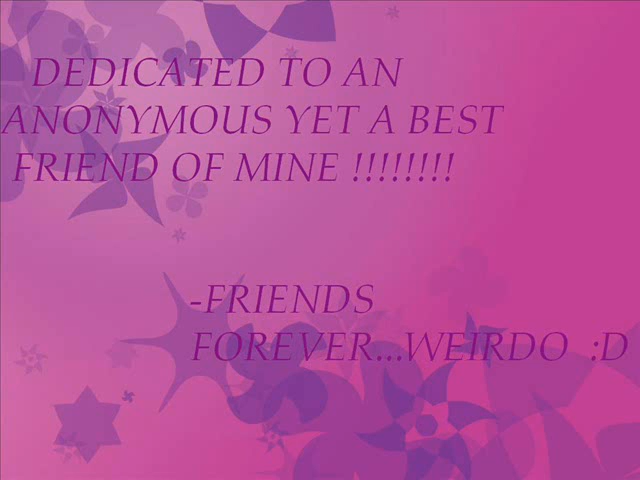 DEDICATED TO AN
ANONYMOUS YET A BEST
FRIEND OF MINE !!!!!!!!
-FRIENDS
FOREVER...WEIRDO :D